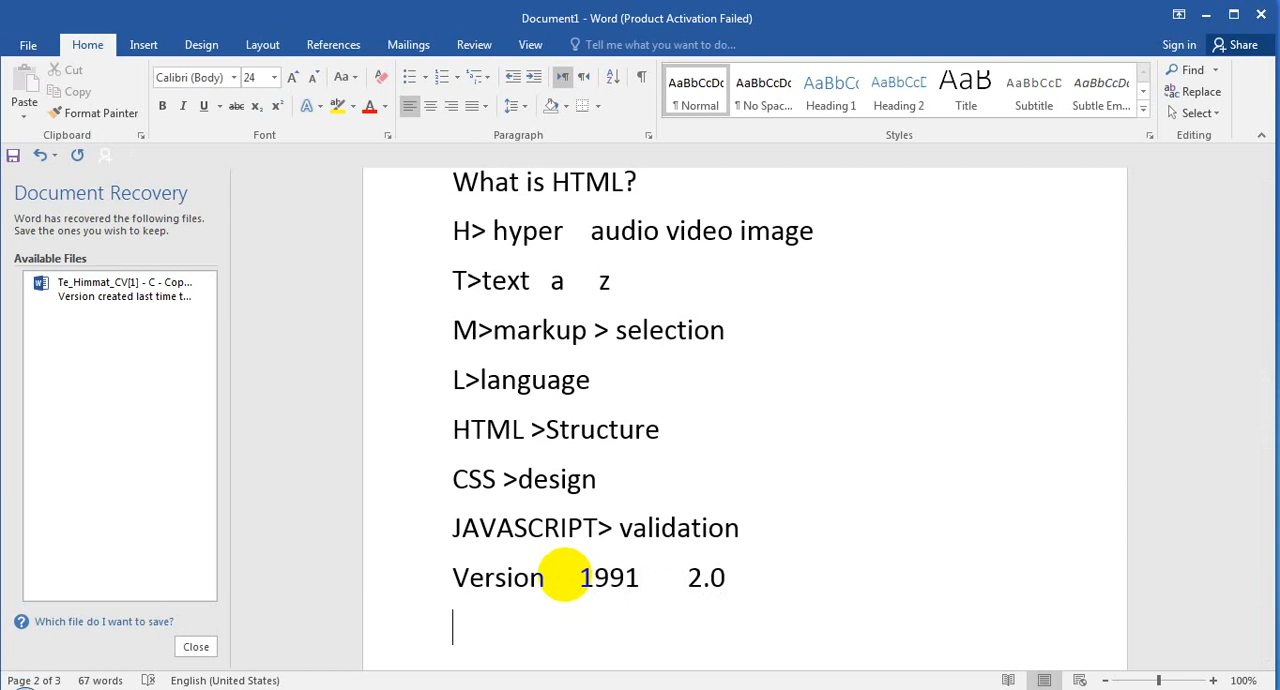 Document1 - Word (Product Activation Failed)
File Home Insert Design Layout References Mailings Review View Tell me what you want to do... Sign in Share
Paste
Cut
Copy
Format Painter
Clipboard
Calibri (Body) 24
Aa
B I U abc x₂ x² A A
Font
Paragraph
AaBbCcDc AaBbCcDc AaBbCc AaBbCcD AaB AaBbCcD AaBbCcDc
¶ Normal ¶ No Spac... Heading 1 Heading 2 Title Subtitle Subtle Em...
Styles
Find
Replace
Select
Editing
Document Recovery
Word has recovered the following files.
Save the ones you wish to keep.
Available Files
Te_Himmat_CV[1] - C - Cop...
Version created last time t...
Which file do I want to save?
Close
What is HTML?
H> hyper audio video image
T>text a z
M>markup > selection
L>language
HTML >Structure
CSS >design
JAVASCRIPT> validation
Version 1991 2.0
Page 2 of 3 67 words English (United States) 100%